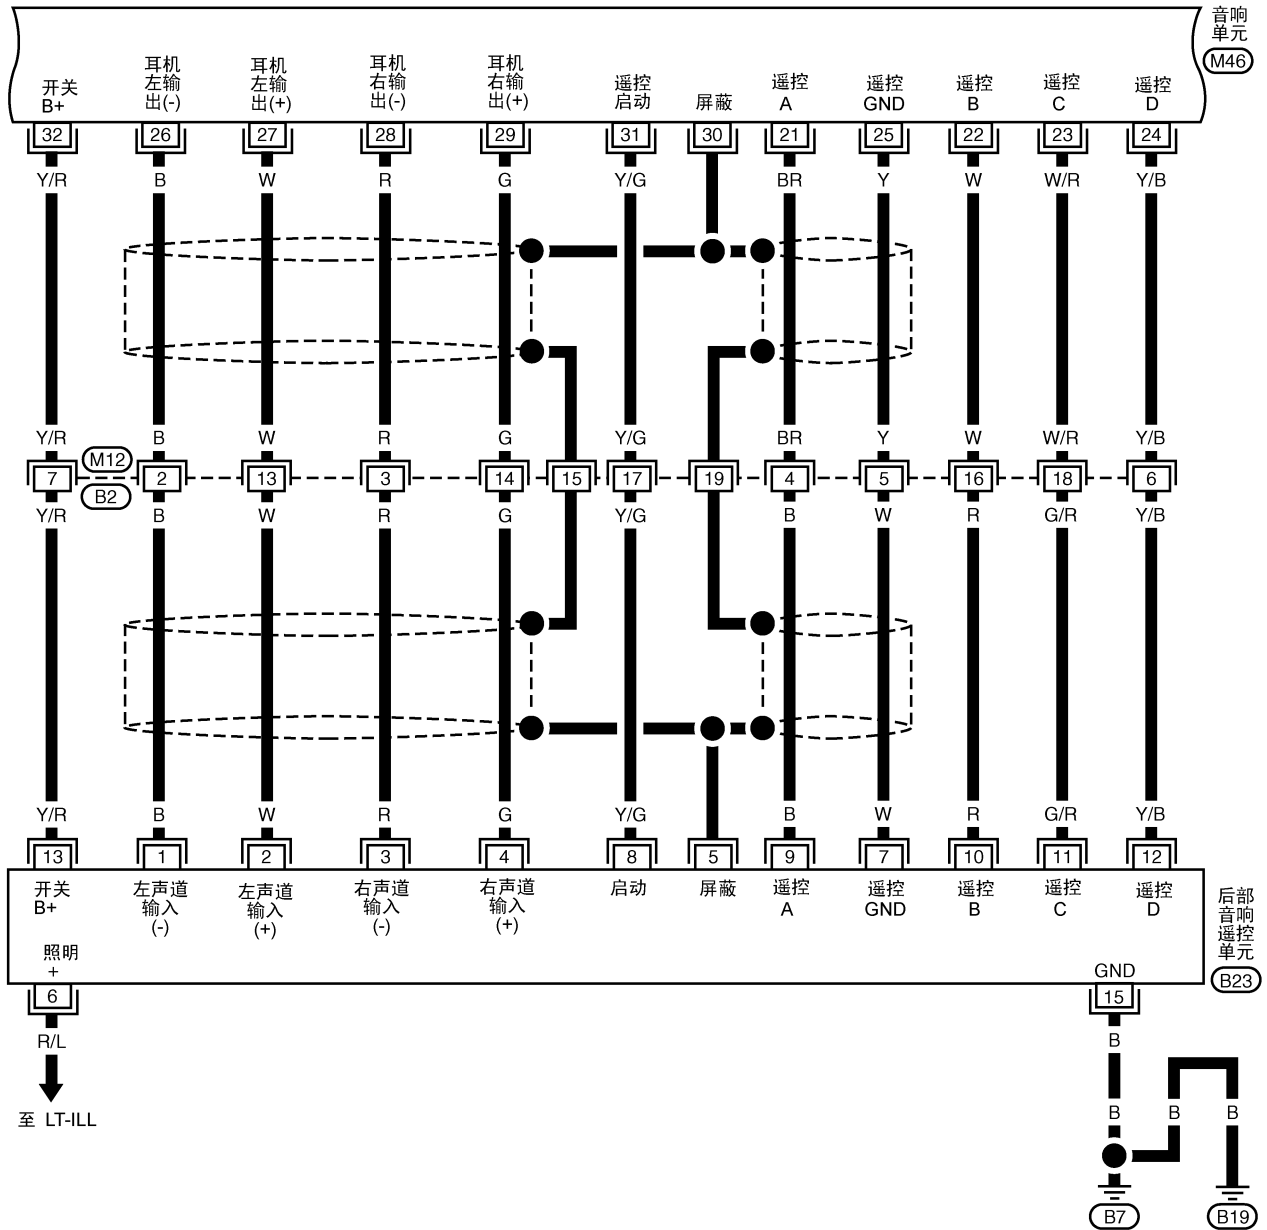 音响
单元
M46
开关
B+
耳机
左输
出(-)
耳机
左输
出(+)
耳机
右输
出(-)
耳机
右输
出(+)
遥控
启动
屏蔽
遥控
A
遥控
GND
遥控
B
遥控
C
遥控
D
32 26 27 28 29 31 30 21 25 22 23 24
Y/R B W R G Y/G BR Y W W/R Y/B
Y/R B W R G Y/G BR Y W W/R Y/B
M12
7 2 13 3 14 15 17 19 4 5 16 18 6
B2
Y/R B W R G Y/G B W R G/R Y/B
Y/R B W R G Y/G B W R G/R Y/B
13 1 2 3 4 8 5 9 7 10 11 12
开关
B+
左声道
输入
(-)
左声道
输入
(+)
右声道
输入
(-)
右声道
输入
(+)
启动
屏蔽
遥控
A
遥控
GND
遥控
B
遥控
C
遥控
D
后部
音响
遥控
单元
B23
照明
+
GND
6
15
R/L
B
至 LT-ILL
B B B
B7
B19